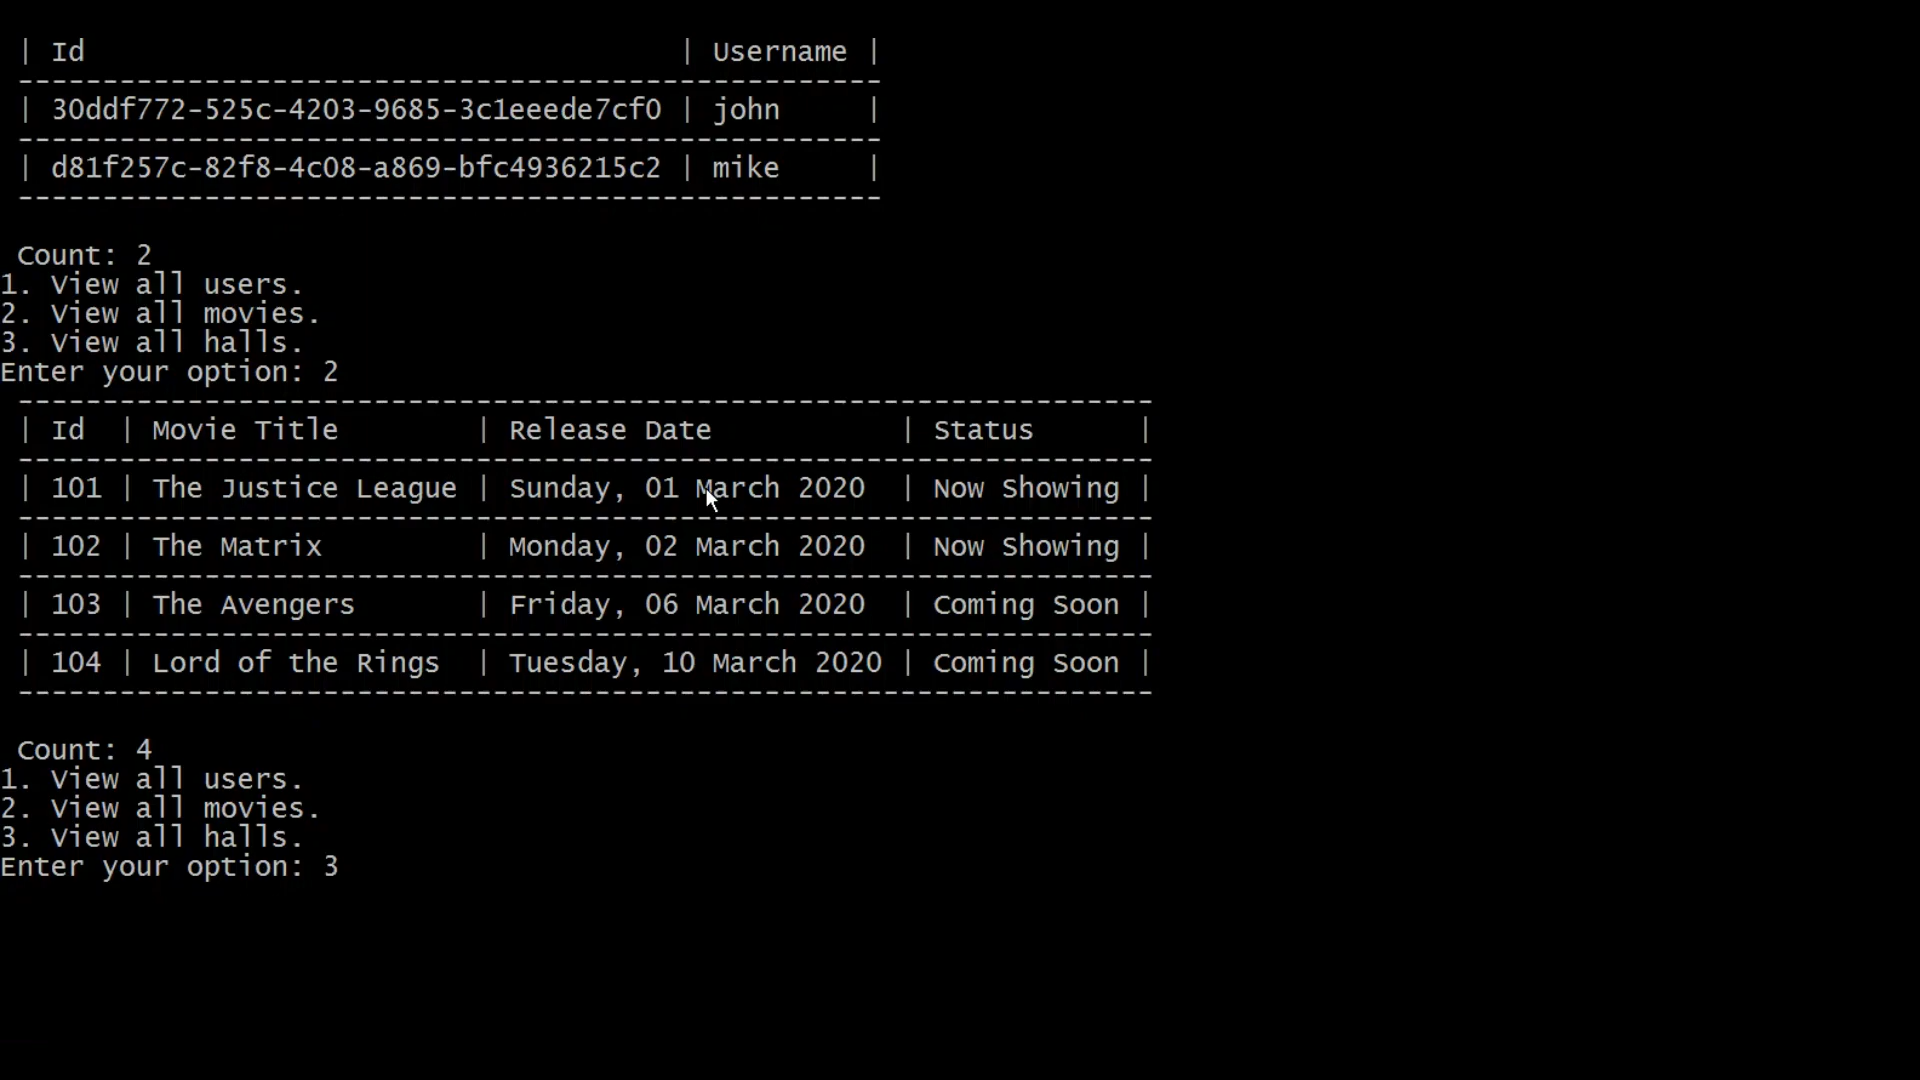 | Id                                   | Username |
---------------------------------------------------
| 30ddf772-525c-4203-9685-3c1eeede7cf0 | john     |
---------------------------------------------------
| d81f257c-82f8-4c08-a869-bfc4936215c2 | mike     |
---------------------------------------------------
Count: 2
1. View all users.
2. View all movies.
3. View all halls.
Enter your option: 2
-------------------------------------------------------------------
| Id  | Movie Title        | Release Date           | Status      |
-------------------------------------------------------------------
| 101 | The Justice League | Sunday, 01 March 2020  | Now Showing |
-------------------------------------------------------------------
| 102 | The Matrix         | Monday, 02 March 2020  | Now Showing |
-------------------------------------------------------------------
| 103 | The Avengers       | Friday, 06 March 2020  | Coming Soon |
-------------------------------------------------------------------
| 104 | Lord of the Rings  | Tuesday, 10 March 2020 | Coming Soon |
-------------------------------------------------------------------
Count: 4
1. View all users.
2. View all movies.
3. View all halls.
Enter your option: 3